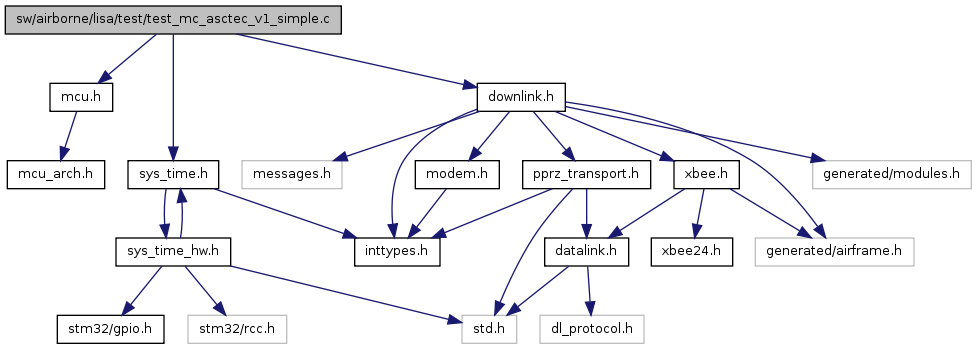 sw/airborne/lisa/test/test_mc_asctec_v1_simple.c
mcu.h
downlink.h
mcu_arch.h
sys_time.h
messages.h
modem.h
pprz_transport.h
xbee.h
generated/modules.h
sys_time_hw.h
inttypes.h
datalink.h
xbee24.h
generated/airframe.h
stm32/gpio.h
stm32/rcc.h
std.h
dl_protocol.h